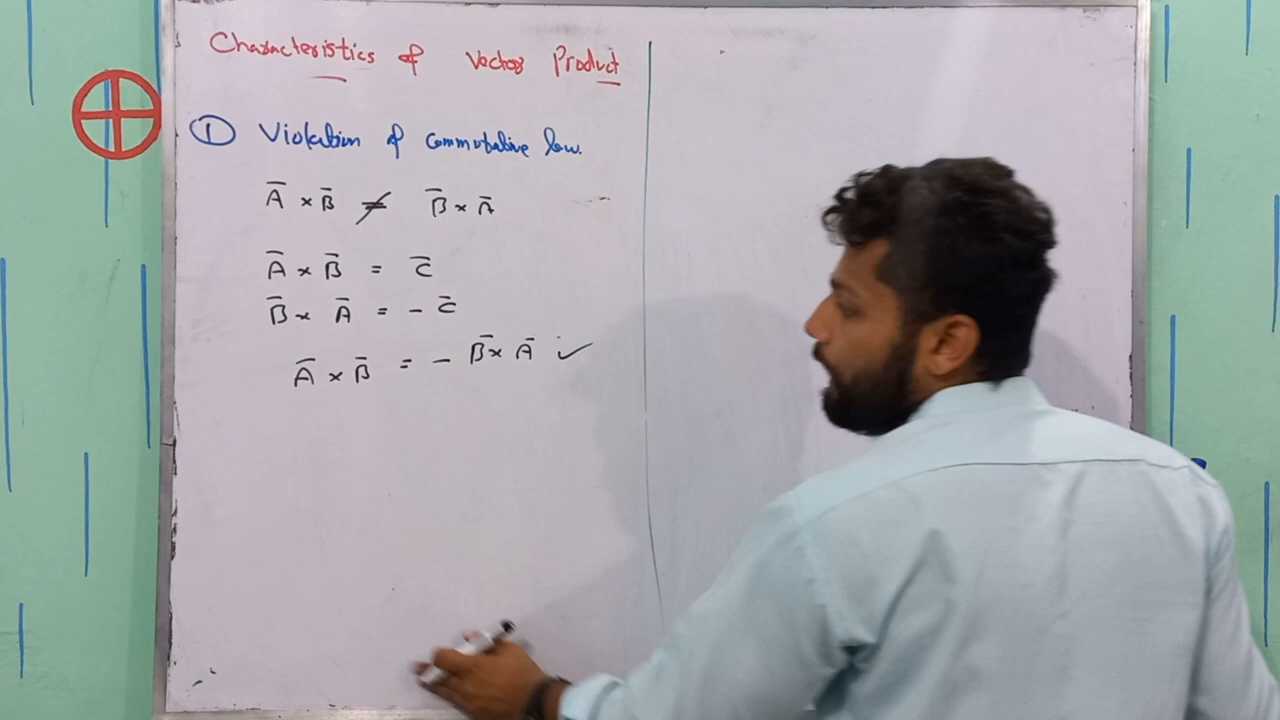 Characteristics of Vector Product
① Violation of commutative law.
A̅ × B̅ ≠ B̅ × A̅
A̅ × B̅ = C̅
B̅ × A̅ = - C̅
A̅ × B̅ = - B̅ × A̅ ✓